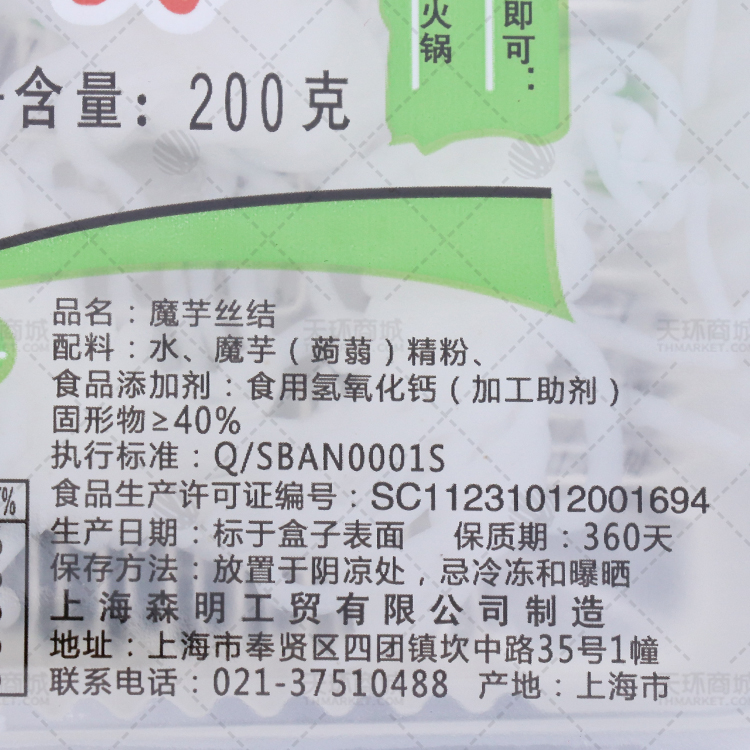 火锅
即可：
含量：200克
品名：魔芋丝结
配料：水、魔芋（蒟蒻）精粉、
食品添加剂：食用氢氧化钙（加工助剂）
固形物≥40%
执行标准：Q/SBAN0001S
食品生产许可证编号：SC11231012001694
生产日期：标于盒子表面 保质期：360天
保存方法：放置于阴凉处，忌冷冻和曝晒
上海森明工贸有限公司制造
地址：上海市奉贤区四团镇坎中路35号1幢
联系电话：021-37510488 产地：上海市
%
天环商城
THMARKET.COM